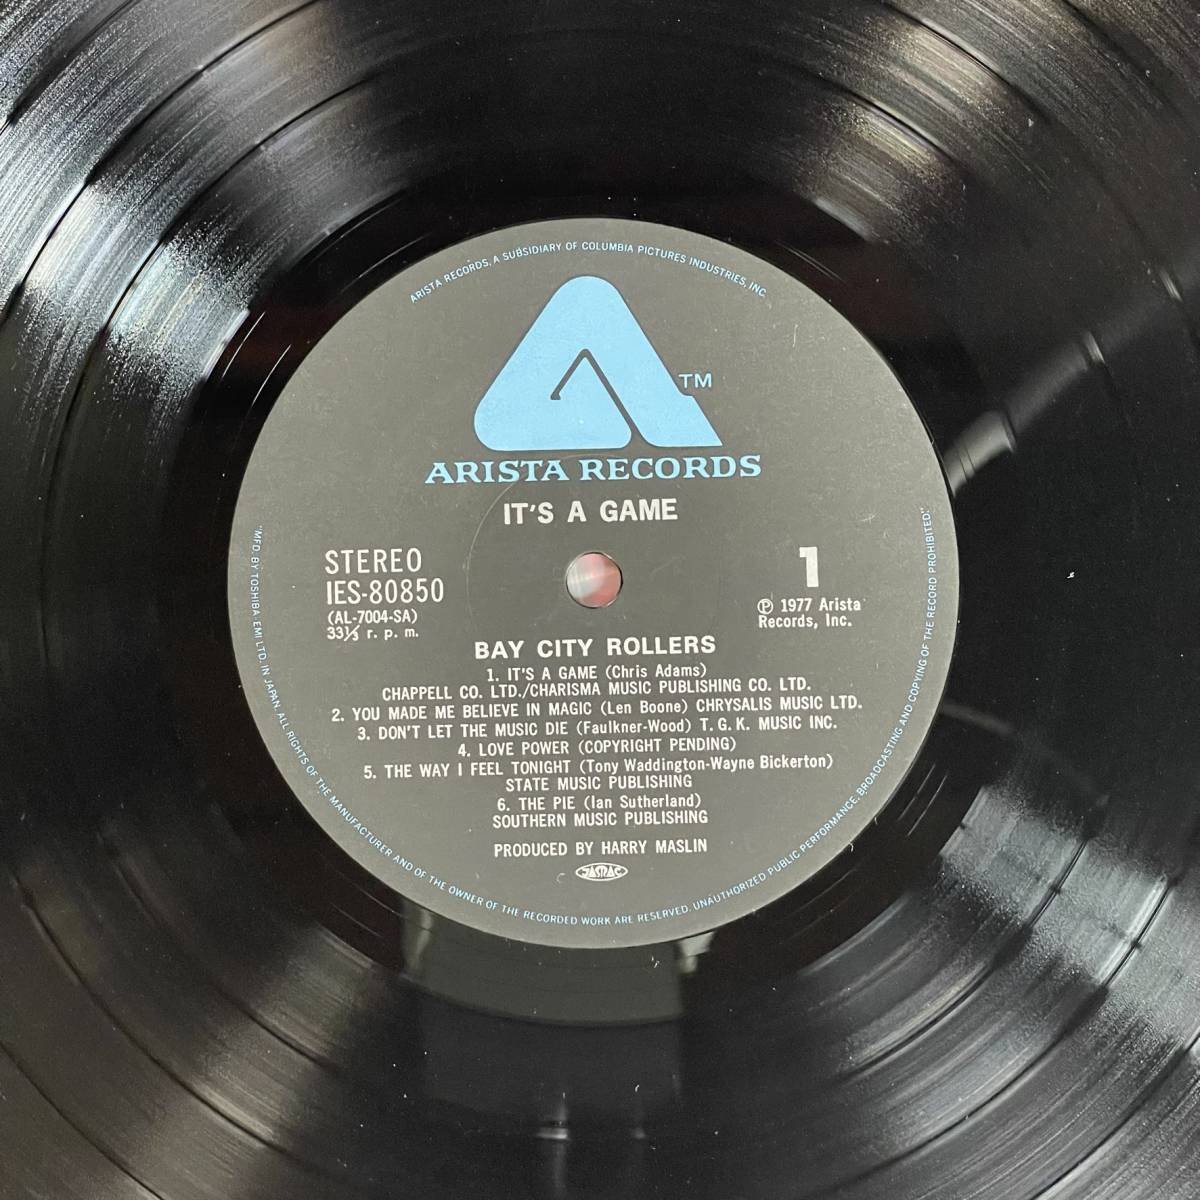 ARISTA RECORDS, A SUBSIDIARY OF COLUMBIA PICTURES INDUSTRIES, INC.
TM
ARISTA RECORDS
IT'S A GAME
STEREO
IES-80850
(AL-7004-SA)
33⅓ r. p. m.
1
Ⓟ 1977 Arista
Records, Inc.
BAY CITY ROLLERS
1. IT'S A GAME (Chris Adams)
CHAPPELL CO. LTD./CHARISMA MUSIC PUBLISHING CO. LTD.
2. YOU MADE ME BELIEVE IN MAGIC (Len Boone) CHRYSALIS MUSIC LTD.
3. DON'T LET THE MUSIC DIE (Faulkner-Wood) T. G. K. MUSIC INC.
4. LOVE POWER (COPYRIGHT PENDING)
5. THE WAY I FEEL TONIGHT (Tony Waddington-Wayne Bickerton)
STATE MUSIC PUBLISHING
6. THE PIE (Ian Sutherland)
SOUTHERN MUSIC PUBLISHING
PRODUCED BY HARRY MASLIN
JASRAC
"MFD. BY TOSHIBA EMI LTD. IN JAPAN. ALL RIGHTS OF THE MANUFACTURER AND OF THE OWNER OF THE RECORDED WORK ARE RESERVED. UNAUTHORIZED PUBLIC PERFORMANCE, BROADCASTING AND COPYING OF THE RECORD PROHIBITED."